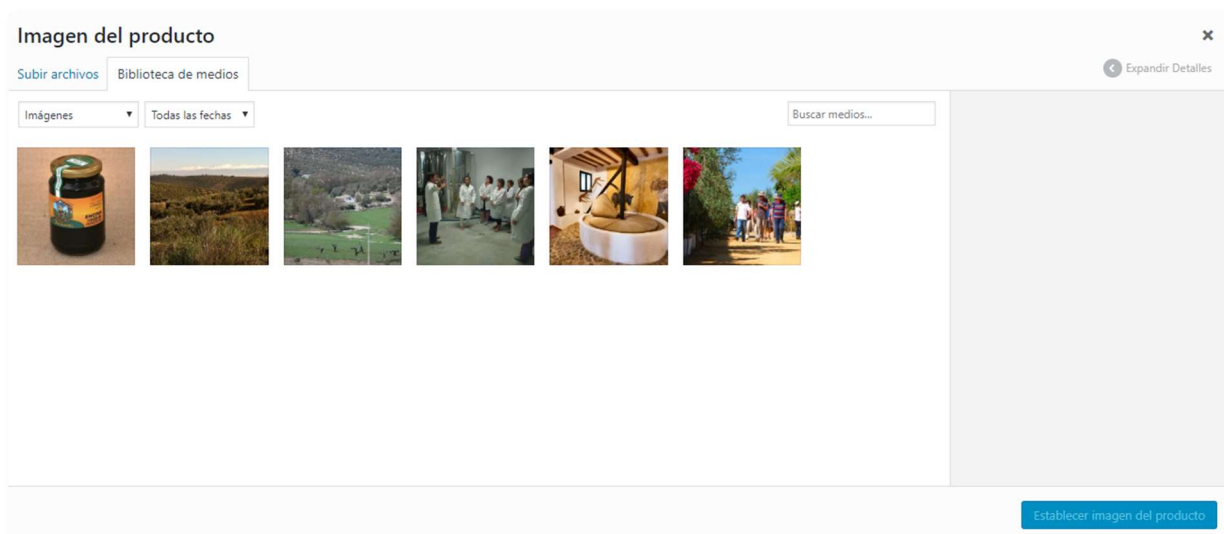 Imagen del producto
Subir archivos
Biblioteca de medios
Expandir Detalles
Imágenes
Todas las fechas
Buscar medios...
Establecer imagen del producto